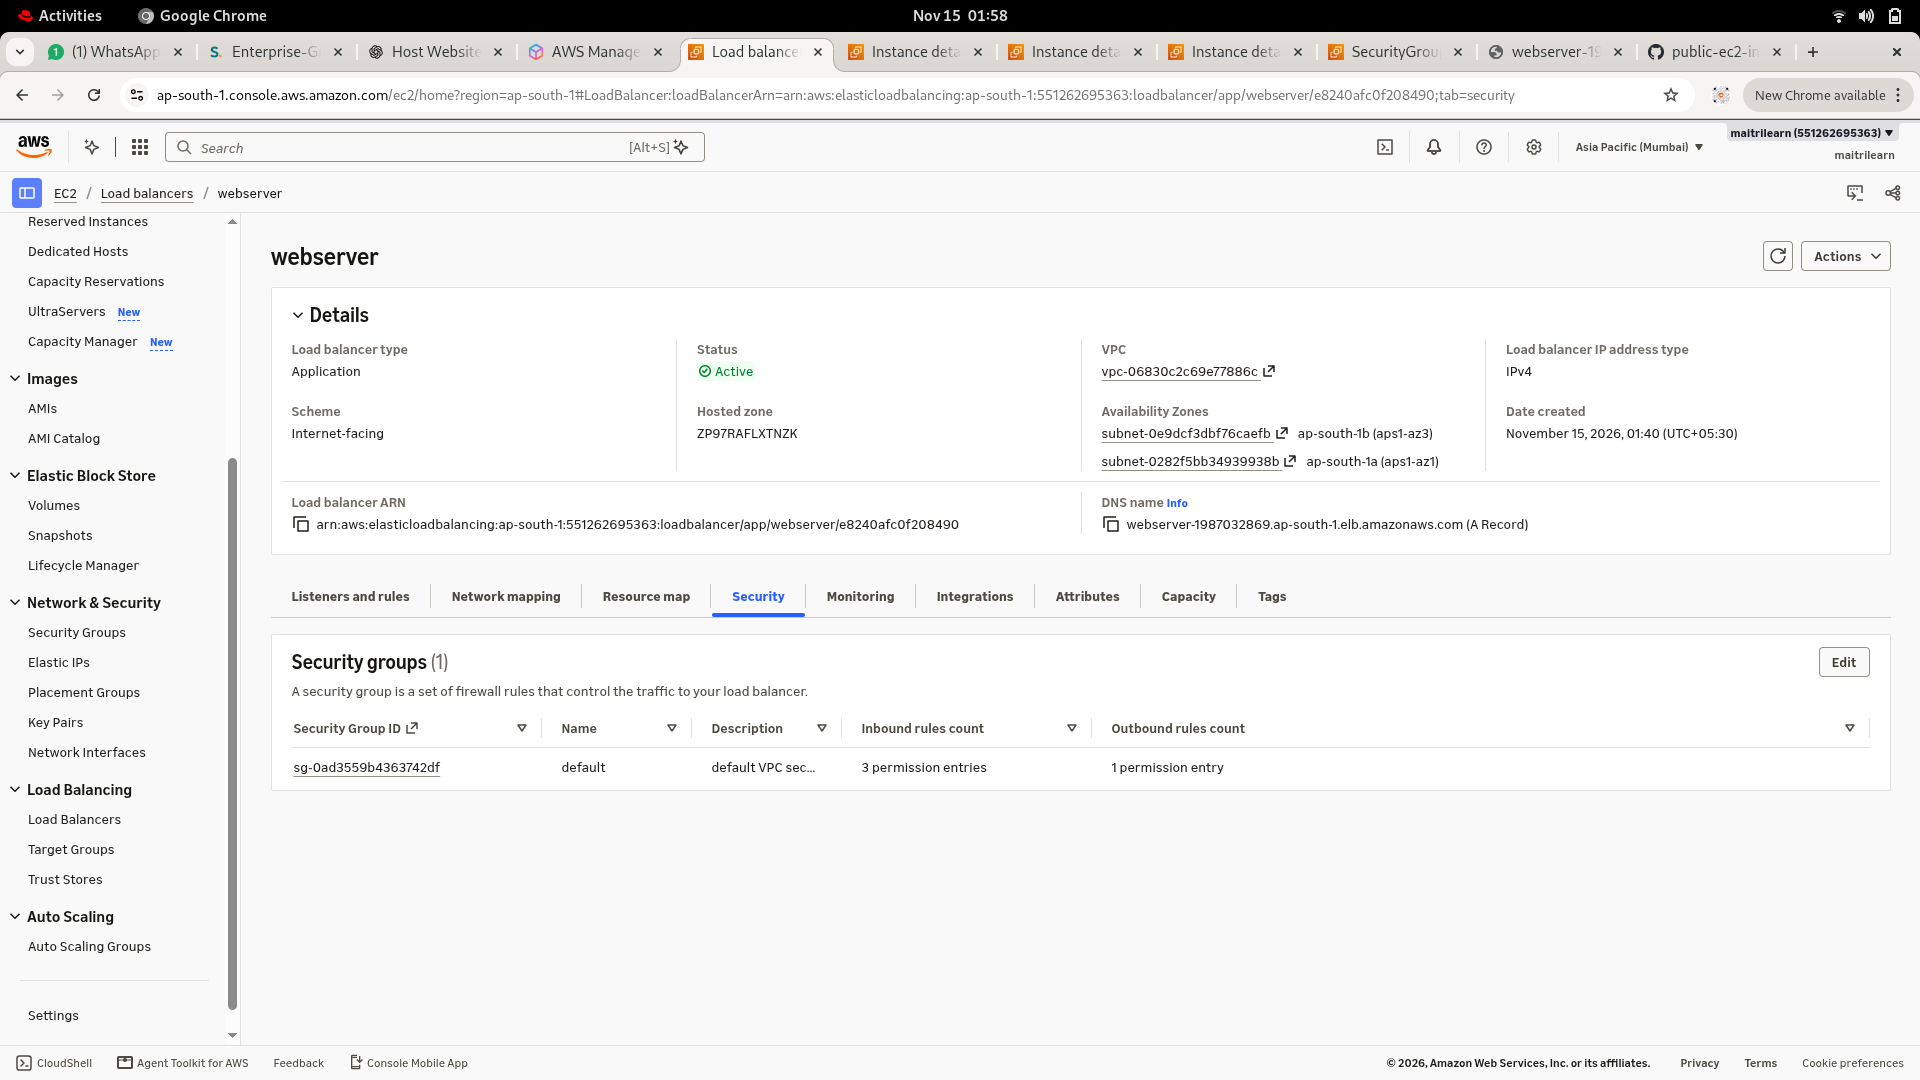 Activities
Google Chrome
Nov 15 01:58
(1) WhatsApp
Enterprise-G
Host Website
AWS Manage
Load balance
Instance deta
Instance deta
Instance deta
SecurityGrou
webserver-19
public-ec2-in
ap-south-1.console.aws.amazon.com/ec2/home?region=ap-south-1#LoadBalancer:loadBalancerArn=arn:aws:elasticloadbalancing:ap-south-1:551262695363:loadbalancer/app/webserver/e8240afc0f208490;tab=security
New Chrome available
aws
Search
[Alt+S]
Asia Pacific (Mumbai)
maitrilearn (551262695363)
maitrilearn
EC2 / Load balancers / webserver
Reserved Instances
Dedicated Hosts
Capacity Reservations
UltraServers New
Capacity Manager New
Images
AMIs
AMI Catalog
Elastic Block Store
Volumes
Snapshots
Lifecycle Manager
Network & Security
Security Groups
Elastic IPs
Placement Groups
Key Pairs
Network Interfaces
Load Balancing
Load Balancers
Target Groups
Trust Stores
Auto Scaling
Auto Scaling Groups
Settings
webserver
Actions
Details
Load balancer type
Application
Status
Active
VPC
vpc-06830c2c69e77886c
Load balancer IP address type
IPv4
Scheme
Internet-facing
Hosted zone
ZP97RAFLXTNZK
Availability Zones
subnet-0e9dcf3dbf76caefb ap-south-1b (aps1-az3)
subnet-0282f5bb34939938b ap-south-1a (aps1-az1)
Date created
November 15, 2026, 01:40 (UTC+05:30)
Load balancer ARN
arn:aws:elasticloadbalancing:ap-south-1:551262695363:loadbalancer/app/webserver/e8240afc0f208490
DNS name Info
webserver-1987032869.ap-south-1.elb.amazonaws.com (A Record)
Listeners and rules
Network mapping
Resource map
Security
Monitoring
Integrations
Attributes
Capacity
Tags
Security groups (1)
Edit
A security group is a set of firewall rules that control the traffic to your load balancer.
Security Group ID
Name
Description
Inbound rules count
Outbound rules count
sg-0ad3559b4363742df
default
default VPC sec...
3 permission entries
1 permission entry
CloudShell
Agent Toolkit for AWS
Feedback
Console Mobile App
© 2026, Amazon Web Services, Inc. or its affiliates.
Privacy
Terms
Cookie preferences